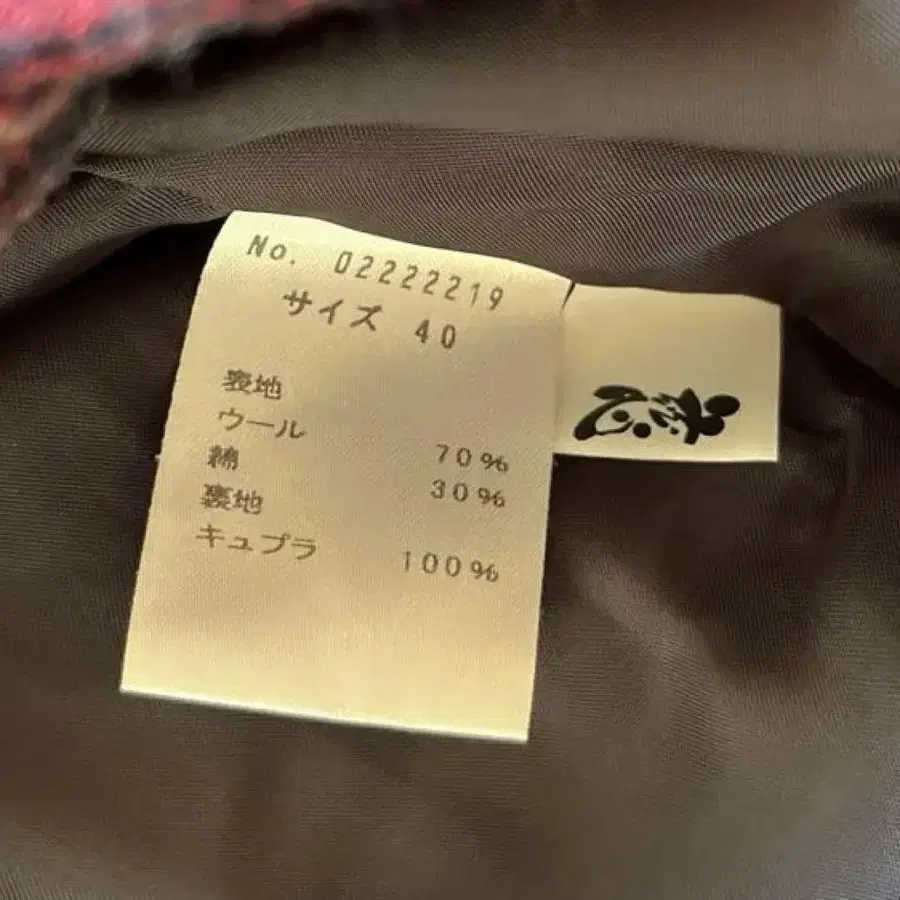 No. 02222219
サイズ 40
表地
ウール 70%
綿 30%
裏地
キュプラ 100%